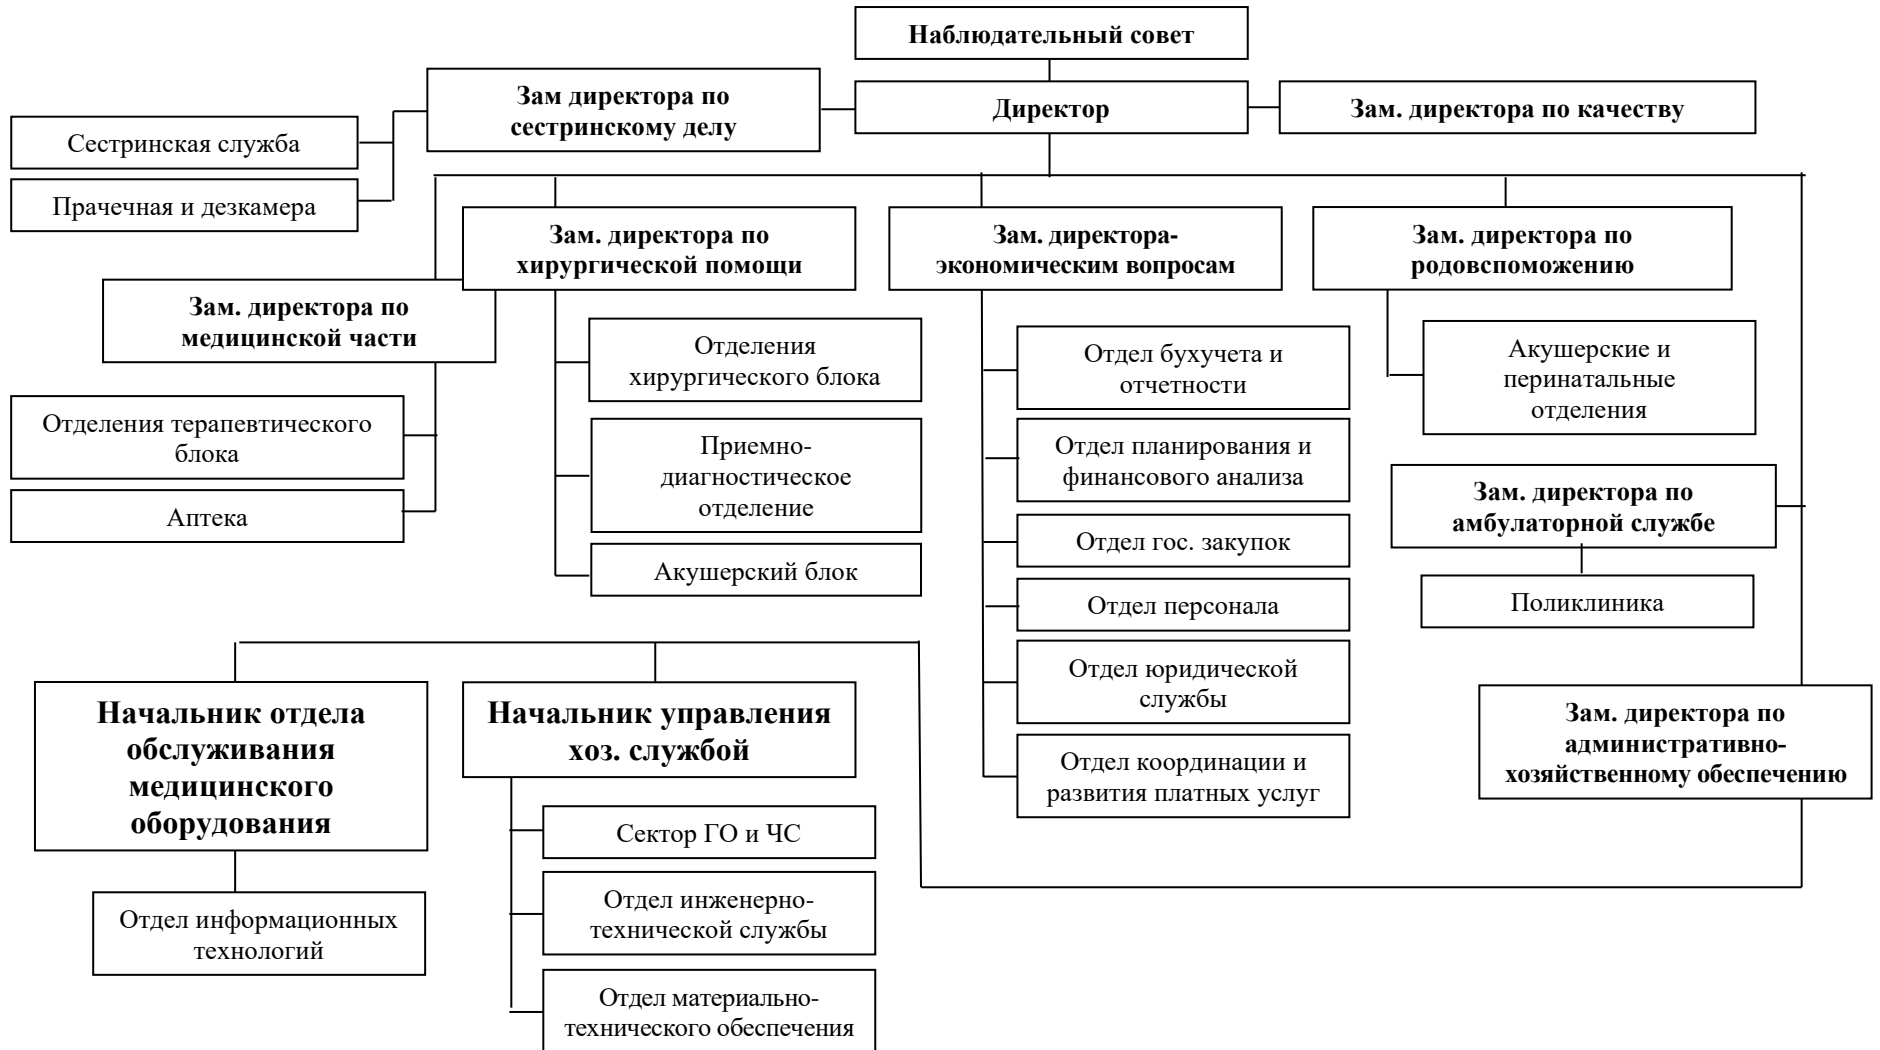 Наблюдательный совет
Зам директора по
сестринскому делу
Директор
Зам. директора по качеству
Сестринская служба
Прачечная и дезкамера
Зам. директора по
хирургической помощи
Зам. директора-
экономическим вопросам
Зам. директора по
родовспоможению
Зам. директора по
медицинской части
Отделения
хирургического блока
Отдел бухучета и
отчетности
Акушерские и
перинатальные
отделения
Отделения терапевтического
блока
Приемно-
диагностическое
отделение
Отдел планирования и
финансового анализа
Зам. директора по
амбулаторной службе
Аптека
Отдел гос. закупок
Акушерский блок
Отдел персонала
Поликлиника
Отдел юридической
службы
Начальник отдела
обслуживания
медицинского
оборудования
Начальник управления
хоз. службой
Зам. директора по
административно-
хозяйственному обеспечению
Отдел координации и
развития платных услуг
Сектор ГО и ЧС
Отдел информационных
технологий
Отдел инженерно-
технической службы
Отдел материально-
технического обеспечения